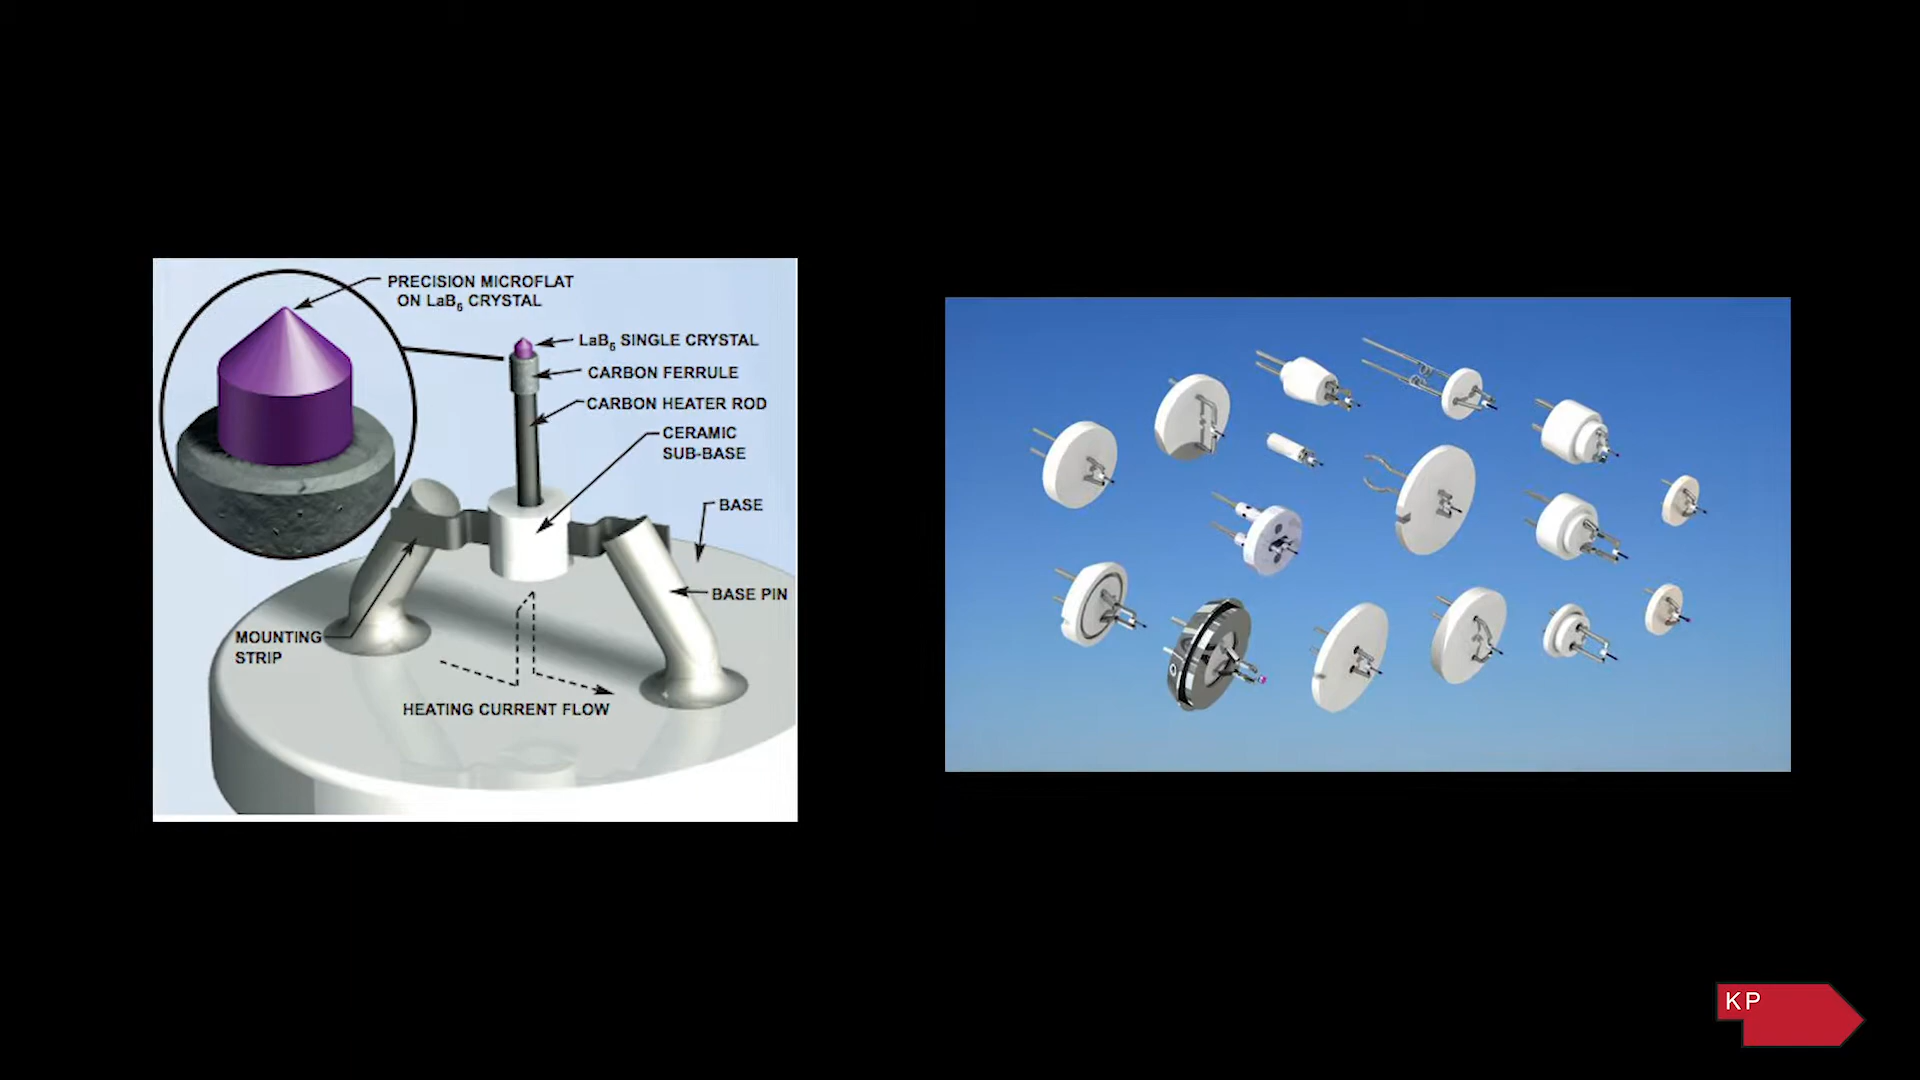 PRECISION MICROFLAT
ON LaB6 CRYSTAL
LaB6 SINGLE CRYSTAL
CARBON FERRULE
CARBON HEATER ROD
CERAMIC
SUB-BASE
BASE
BASE PIN
MOUNTING
STRIP
HEATING CURRENT FLOW
KP